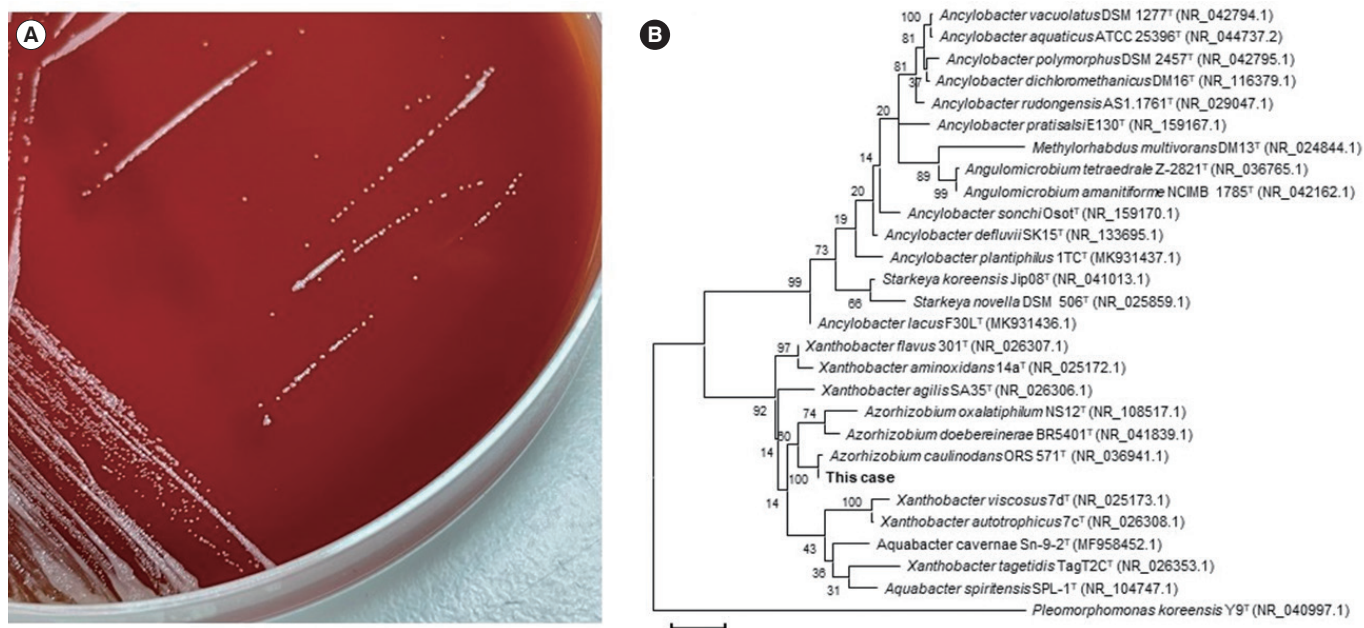 A
B
100
Ancylobacter vacuolatus DSM 1277ᵀ (NR_042794.1)
81
Ancylobacter aquaticus ATCC 25396ᵀ (NR_044737.2)
81
Ancylobacter polymorphus DSM 2457ᵀ (NR_042795.1)
37
Ancylobacter dichloromethanicus DM16ᵀ (NR_116379.1)
Ancylobacter rudongensis AS1.1761ᵀ (NR_029047.1)
20
Ancylobacter pratisalsi E130ᵀ (NR_159167.1)
Methylorhabdus multivorans DM13ᵀ (NR_024844.1)
14
89
Angulomicrobium tetraedrale Z-2821ᵀ (NR_036765.1)
99
Angulomicrobium amanitiforme NCIMB 1785ᵀ (NR_042162.1)
20
Ancylobacter sonchi Osotᵀ (NR_159170.1)
19
Ancylobacter defluvii SK15ᵀ (NR_133695.1)
73
Ancylobacter plantiphilus 1TCᵀ (MK931437.1)
99
Starkeya koreensis Jip08ᵀ (NR_041013.1)
66
Starkeya novella DSM 506ᵀ (NR_025859.1)
Ancylobacter lacus F30Lᵀ (MK931436.1)
97
Xanthobacter flavus 301ᵀ (NR_026307.1)
Xanthobacter aminoxidans 14aᵀ (NR_025172.1)
Xanthobacter agilis SA35ᵀ (NR_026306.1)
92
74
Azorhizobium oxalatiphilum NS12ᵀ (NR_108517.1)
60
Azorhizobium doebereinerae BR5401ᵀ (NR_041839.1)
14
Azorhizobium caulinodans ORS 571ᵀ (NR_036941.1)
100
This case
14
100
Xanthobacter viscosus 7dᵀ (NR_025173.1)
Xanthobacter autotrophicus 7cᵀ (NR_026308.1)
43
Aquabacter cavernae Sn-9-2ᵀ (MF958452.1)
36
Xanthobacter tagetidis TagT2Cᵀ (NR_026353.1)
31
Aquabacter spiritensis SPL-1ᵀ (NR_104747.1)
Pleomorphomonas koreensis Y9ᵀ (NR_040997.1)